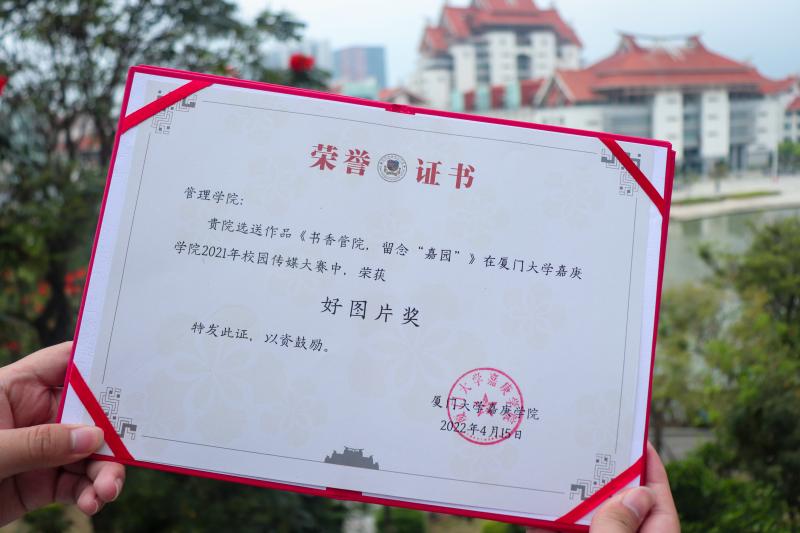 荣誉证书
管理学院：
贵院选送作品《书香管院，留念“嘉园”》在厦门大学嘉庚
学院2021年校园传媒大赛中，荣获
好图片奖
特发此证，以资鼓励。
厦门大学嘉庚学院
2022年4月15日